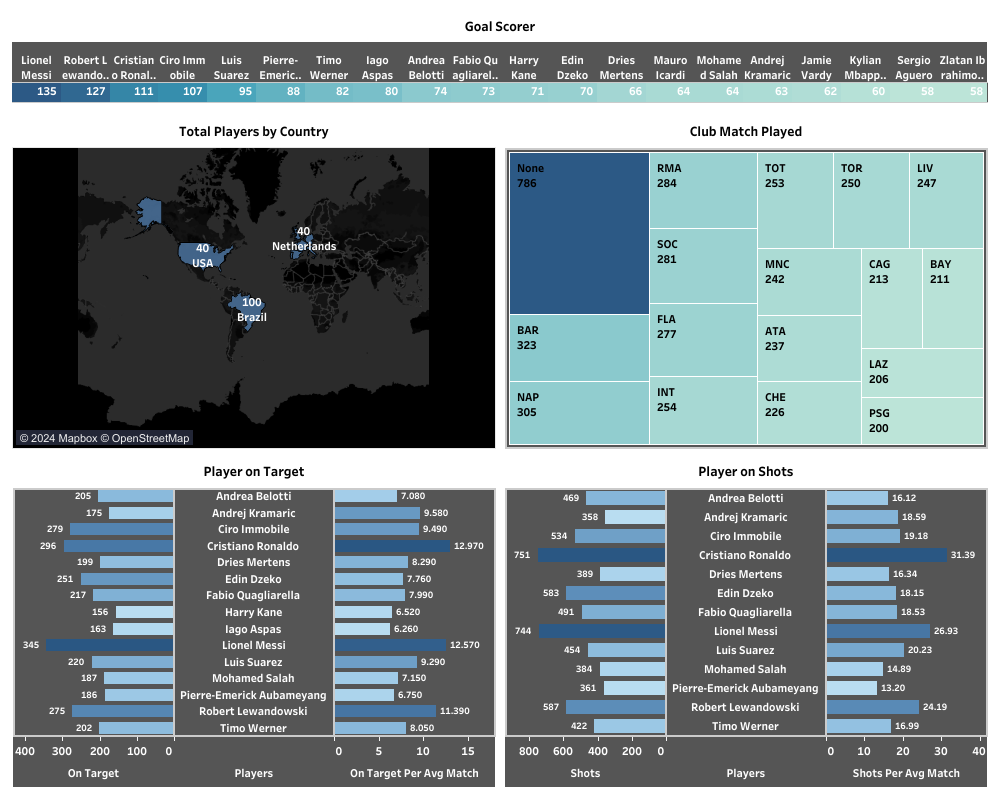 Goal Scorer
Lionel Messi
Robert L ewando...
Cristian o Ronal..
Ciro Imm obile
Luis Suarez
Pierre- Emeric..
Timo Werner
Iago Aspas
Andrea Belotti
Fabio Qu agliarel..
Harry Kane
Edin Dzeko
Dries Mertens
Mauro Icardi
Mohame d Salah
Andrej Kramaric
Jamie Vardy
Kylian Mbapp..
Sergio Aguero
Zlatan Ib rahimo..
135 127 111 107 95 88 82 80 74 73 71 70 66 64 64 63 62 60 58 58
Total Players by Country
40
USA
40
Netherlands
100
Brazil
© 2024 Mapbox © OpenStreetMap
Club Match Played
None
786
BAR
323
NAP
305
RMA
284
SOC
281
FLA
277
INT
254
TOT
253
TOR
250
LIV
247
MNC
242
ATA
237
CHE
226
CAG
213
BAY
211
LAZ
206
PSG
200
Player on Target
205 Andrea Belotti 7.080
175 Andrej Kramaric 9.580
279 Ciro Immobile 9.490
296 Cristiano Ronaldo 12.970
199 Dries Mertens 8.290
251 Edin Dzeko 7.760
217 Fabio Quagliarella 7.990
156 Harry Kane 6.520
163 Iago Aspas 6.260
345 Lionel Messi 12.570
220 Luis Suarez 9.290
187 Mohamed Salah 7.150
186 Pierre-Emerick Aubameyang 6.750
275 Robert Lewandowski 11.390
202 Timo Werner 8.050
400 300 200 100 0 0 5 10 15
On Target Players On Target Per Avg Match
Player on Shots
469 Andrea Belotti 16.12
358 Andrej Kramaric 18.59
534 Ciro Immobile 19.18
751 Cristiano Ronaldo 31.39
389 Dries Mertens 16.34
583 Edin Dzeko 18.15
491 Fabio Quagliarella 18.53
744 Lionel Messi 26.93
454 Luis Suarez 20.23
384 Mohamed Salah 14.89
361 Pierre-Emerick Aubameyang 13.20
587 Robert Lewandowski 24.19
422 Timo Werner 16.99
800 600 400 200 0 0 10 20 30 40
Shots Players Shots Per Avg Match